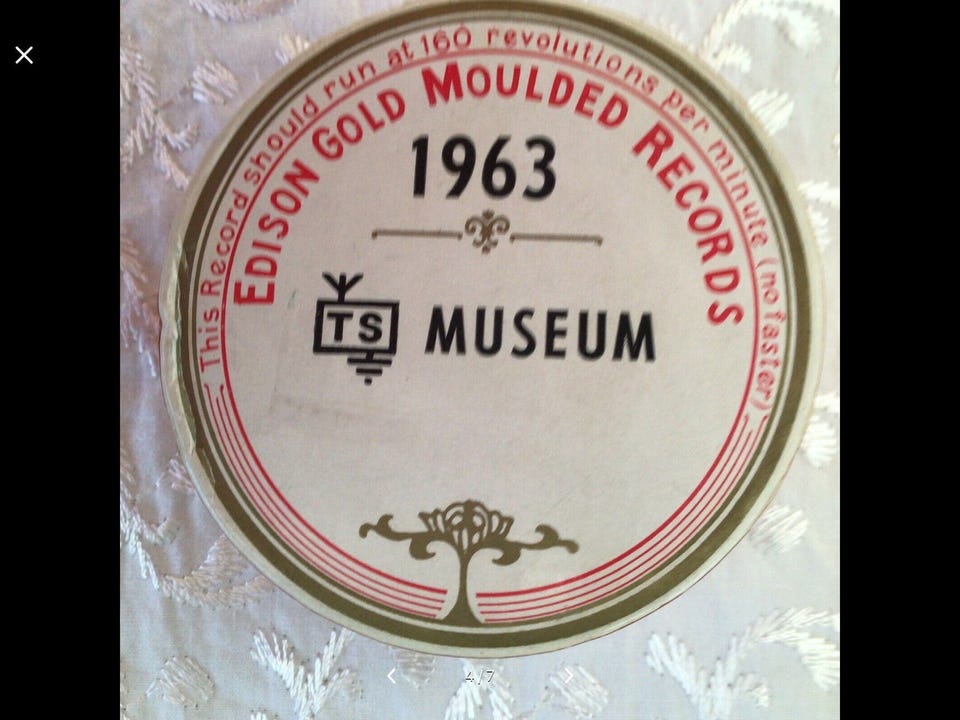 This Record should run at 160 revolutions per minute (no faster)
EDISON GOLD MOULDED RECORDS
1963
TS MUSEUM
4 / 7